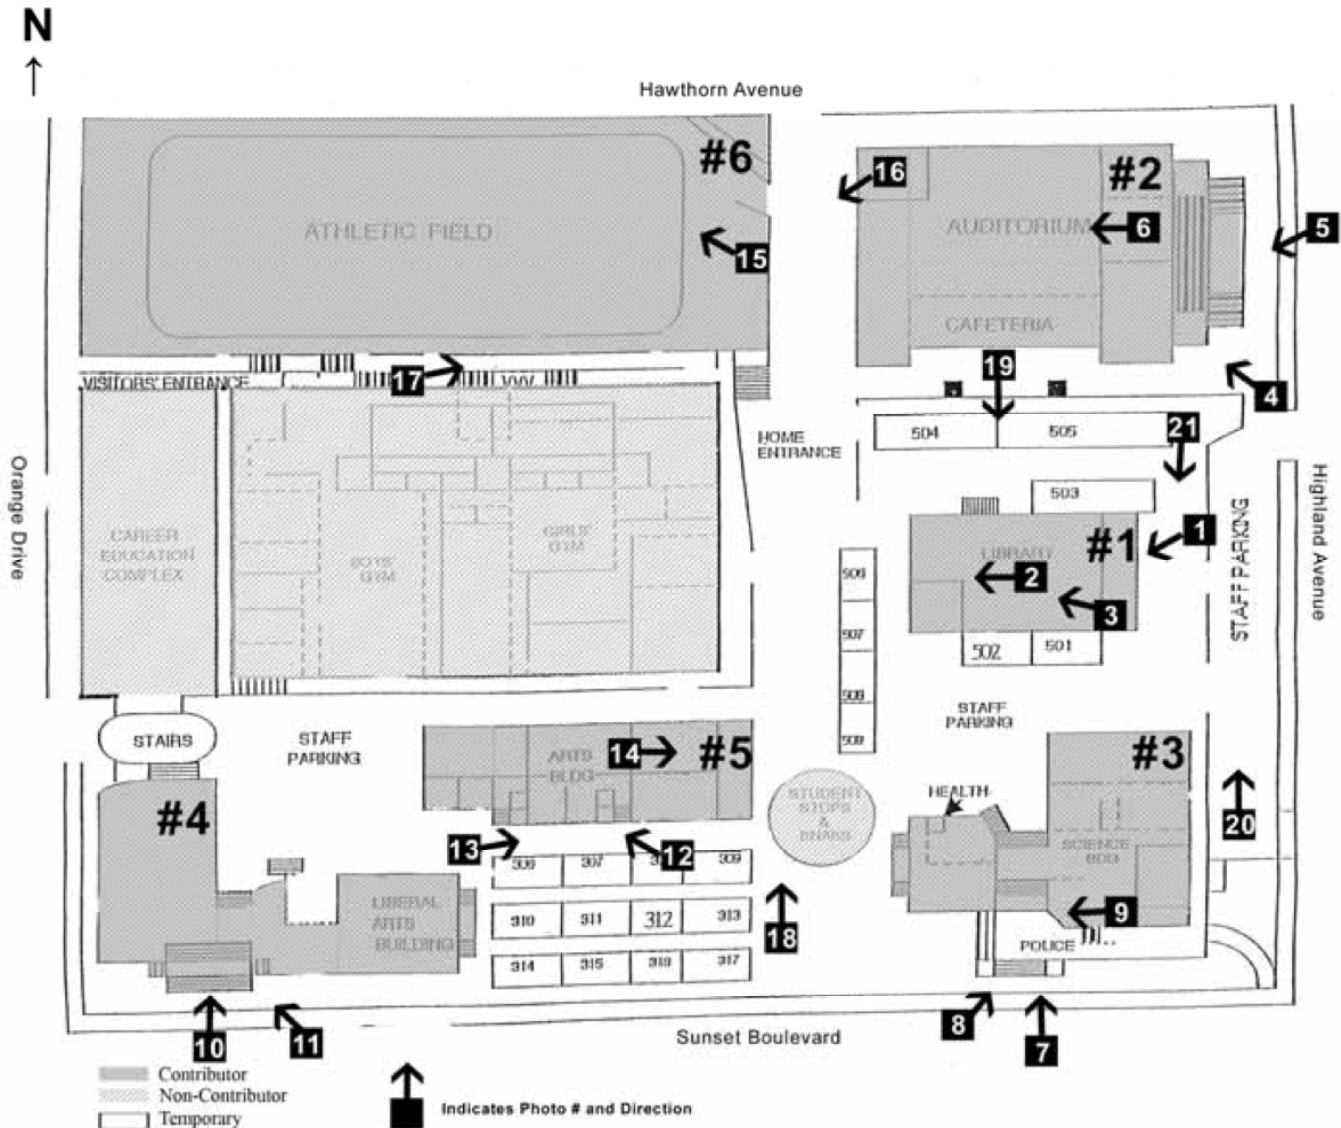 N
Hawthorn Avenue
#6
ATHLETIC FIELD
15
16
#2
AUDITORIUM
6
5
CAFETERIA
19
4
VISITORS' ENTRANCE
17
HOME
ENTRANCE
504
505
21
503
Orange Drive
CAREER
EDUCATION
COMPLEX
BOYS'
GYM
GIRLS'
GYM
LIBRARY
#1
1
2
3
506
507
502
501
STAFF PARKING
Highland Avenue
STAIRS
STAFF
PARKING
ARTS
BLDG
14
#5
508
509
STAFF
PARKING
#3
#4
STUDENT
STORE
&
SNACKS
HEALTH
SCIENCE
BDG
20
13
12
306
307
309
LIBERAL
ARTS
BUILDING
310
311
312
313
18
9
POLICE
314
315
316
317
10
11
8
7
Sunset Boulevard
Contributor
Non-Contributor
Temporary
Indicates Photo # and Direction